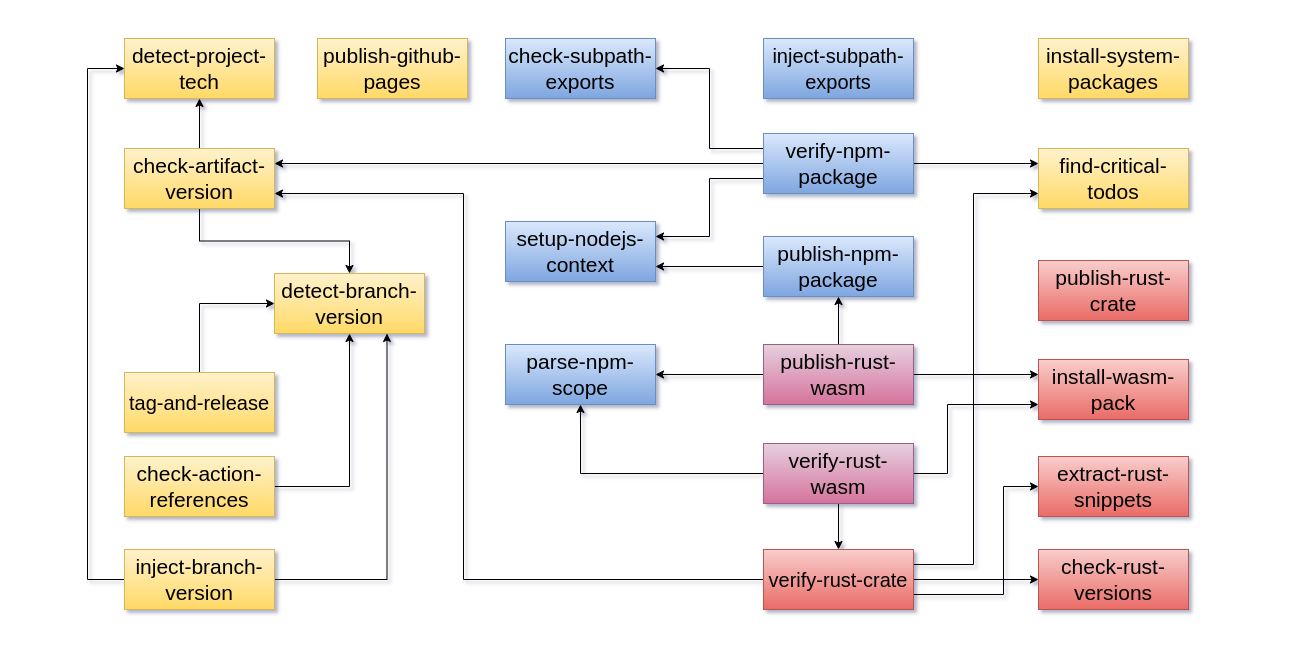 detect-project-
tech
publish-github-
pages
check-subpath-
exports
inject-subpath-
exports
install-system-
packages
check-artifact-
version
verify-npm-
package
find-critical-
todos
setup-nodejs-
context
publish-npm-
package
publish-rust-
crate
detect-branch-
version
parse-npm-
scope
publish-rust-
wasm
install-wasm-
pack
tag-and-release
check-action-
references
verify-rust-
wasm
extract-rust-
snippets
inject-branch-
version
verify-rust-crate
check-rust-
versions